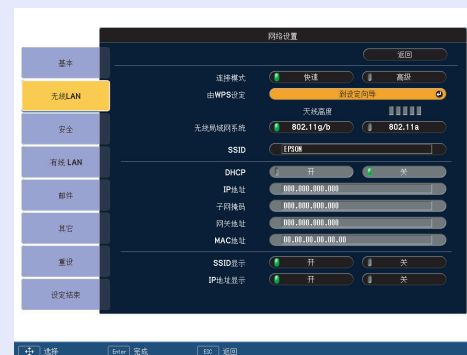 网络设置
返回
基本
连接模式 快速 高级
无线LAN
由WPS设定 到设定向导
天线高度
安全
无线局域网系统 802.11g/b 802.11a
SSID EPSON
有线 LAN
DHCP 开 关
IP地址 000.000.000.000
邮件
子网掩码 000.000.000.000
其它
网关地址 000.000.000.000
MAC地址 00.00.00.00.00.00
重设
SSID显示 开 关
IP地址显示 开 关
设定结束
选择 Enter 完成 ESC 返回